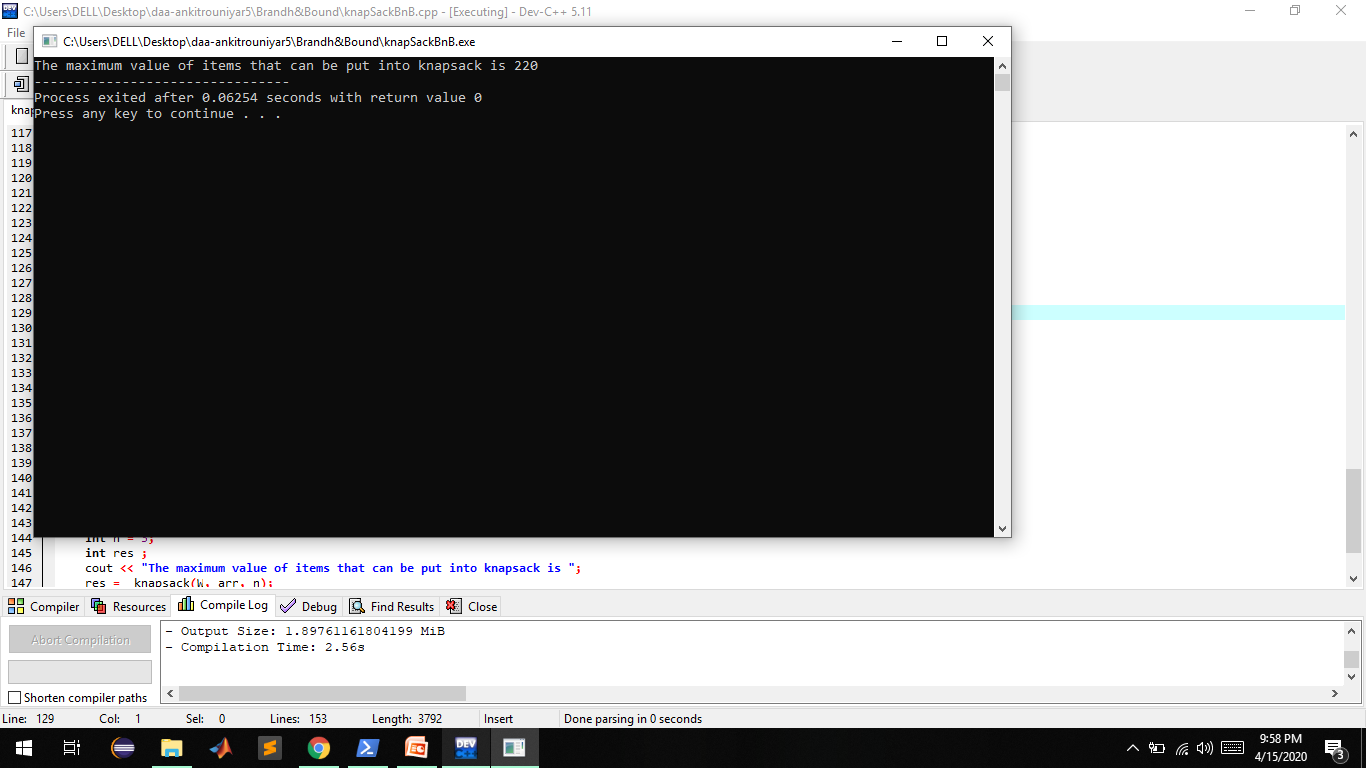 C:\Users\DELL\Desktop\daa-ankitrouniyar5\Brandh&Bound\knapSackBnB.cpp - [Executing] - Dev-C++ 5.11
File
C:\Users\DELL\Desktop\daa-ankitrouniyar5\Brandh&Bound\knapSackBnB.exe
The maximum value of items that can be put into knapsack is 220
--------------------------------
Process exited after 0.06254 seconds with return value 0
Press any key to continue . . .
117
118
119
120
121
122
123
124
125
126
127
128
129
130
131
132
133
134
135
136
137
138
139
140
141
142
143
144 int n = 3;
145 int res ;
146 cout << "The maximum value of items that can be put into knapsack is ";
147 res = knapsack(W, arr, n);
Compiler Resources Compile Log Debug Find Results Close
Abort Compilation
Shorten compiler paths
- Output Size: 1.89761161804199 MiB
- Compilation Time: 2.56s
Line: 129 Col: 1 Sel: 0 Lines: 153 Length: 3792 Insert Done parsing in 0 seconds
DEV
9:58 PM
4/15/2020
3